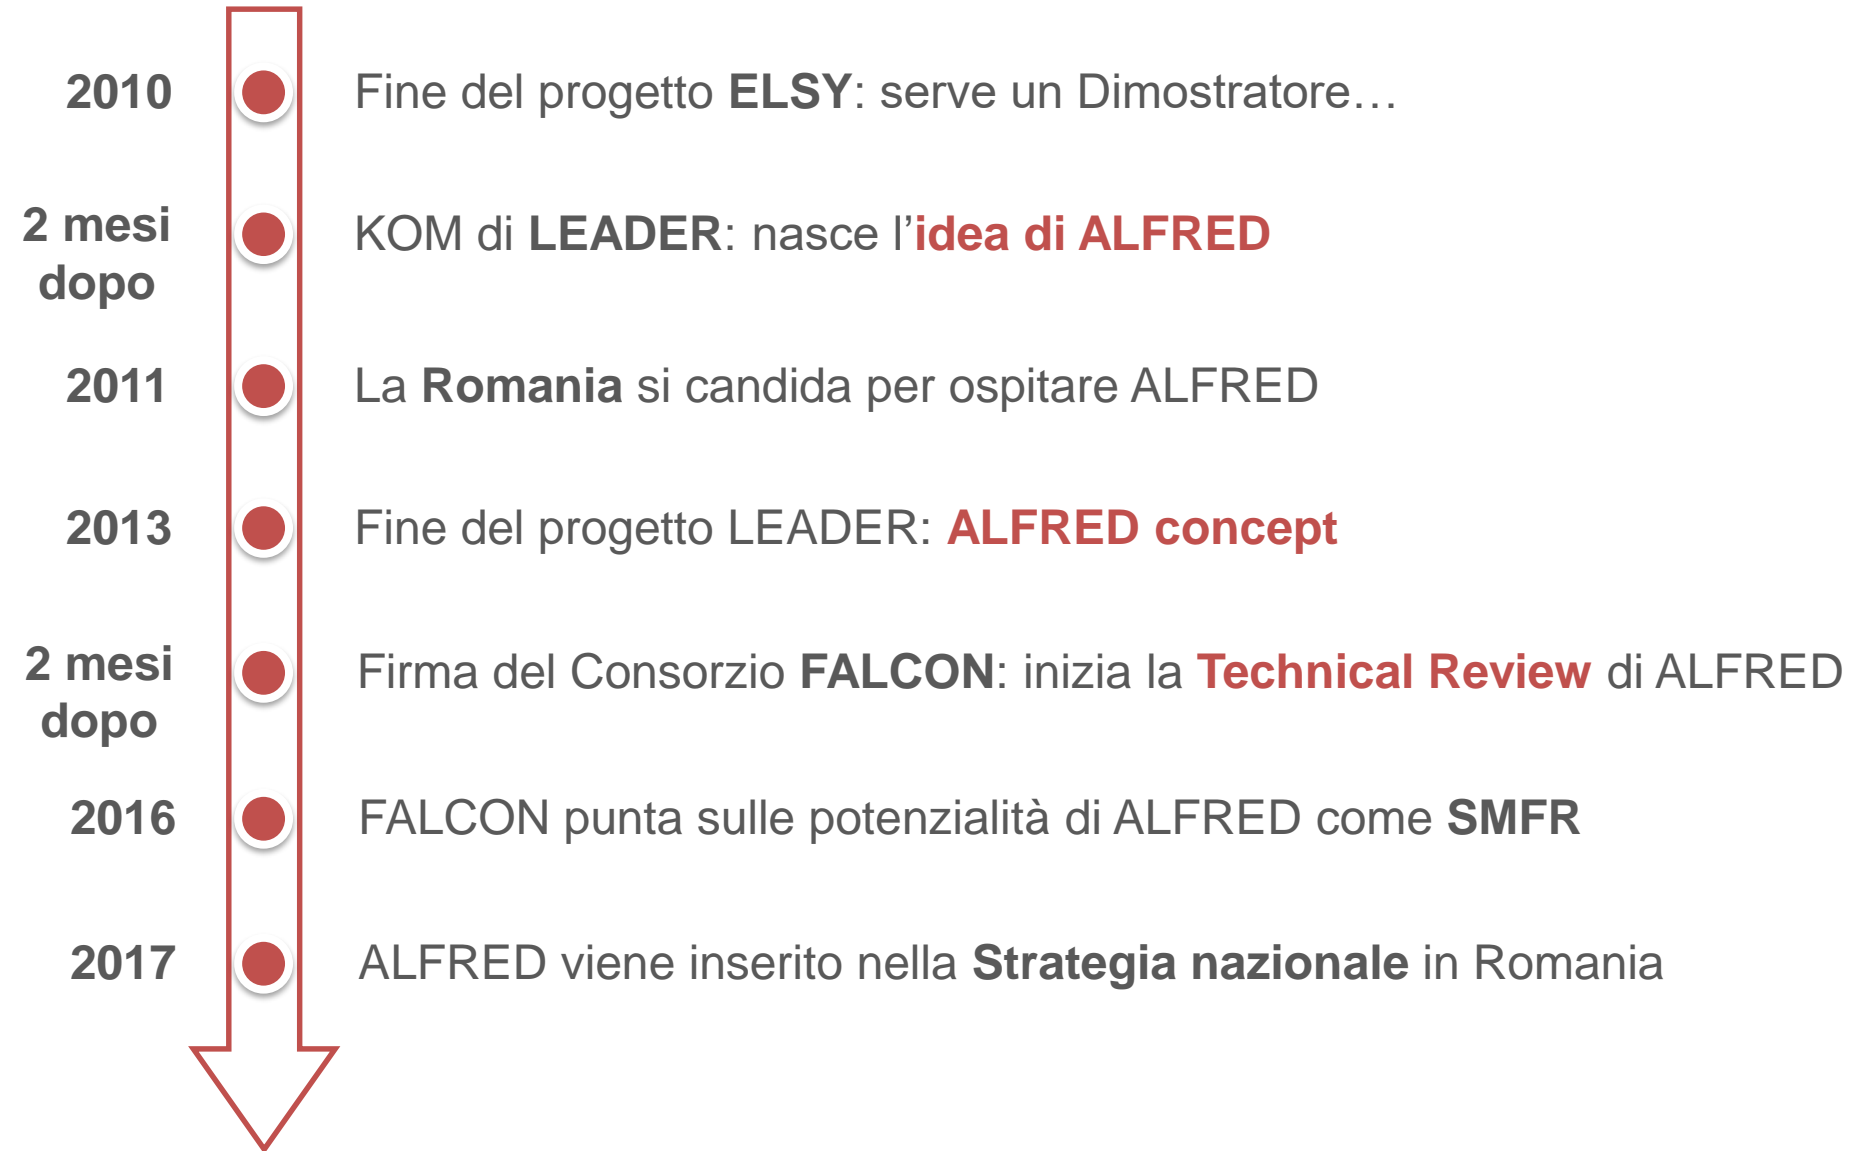 2010
Fine del progetto ELSY: serve un Dimostratore…
2 mesi
dopo
KOM di LEADER: nasce l’idea di ALFRED
2011
La Romania si candida per ospitare ALFRED
2013
Fine del progetto LEADER: ALFRED concept
2 mesi
dopo
Firma del Consorzio FALCON: inizia la Technical Review di ALFRED
2016
FALCON punta sulle potenzialità di ALFRED come SMFR
2017
ALFRED viene inserito nella Strategia nazionale in Romania